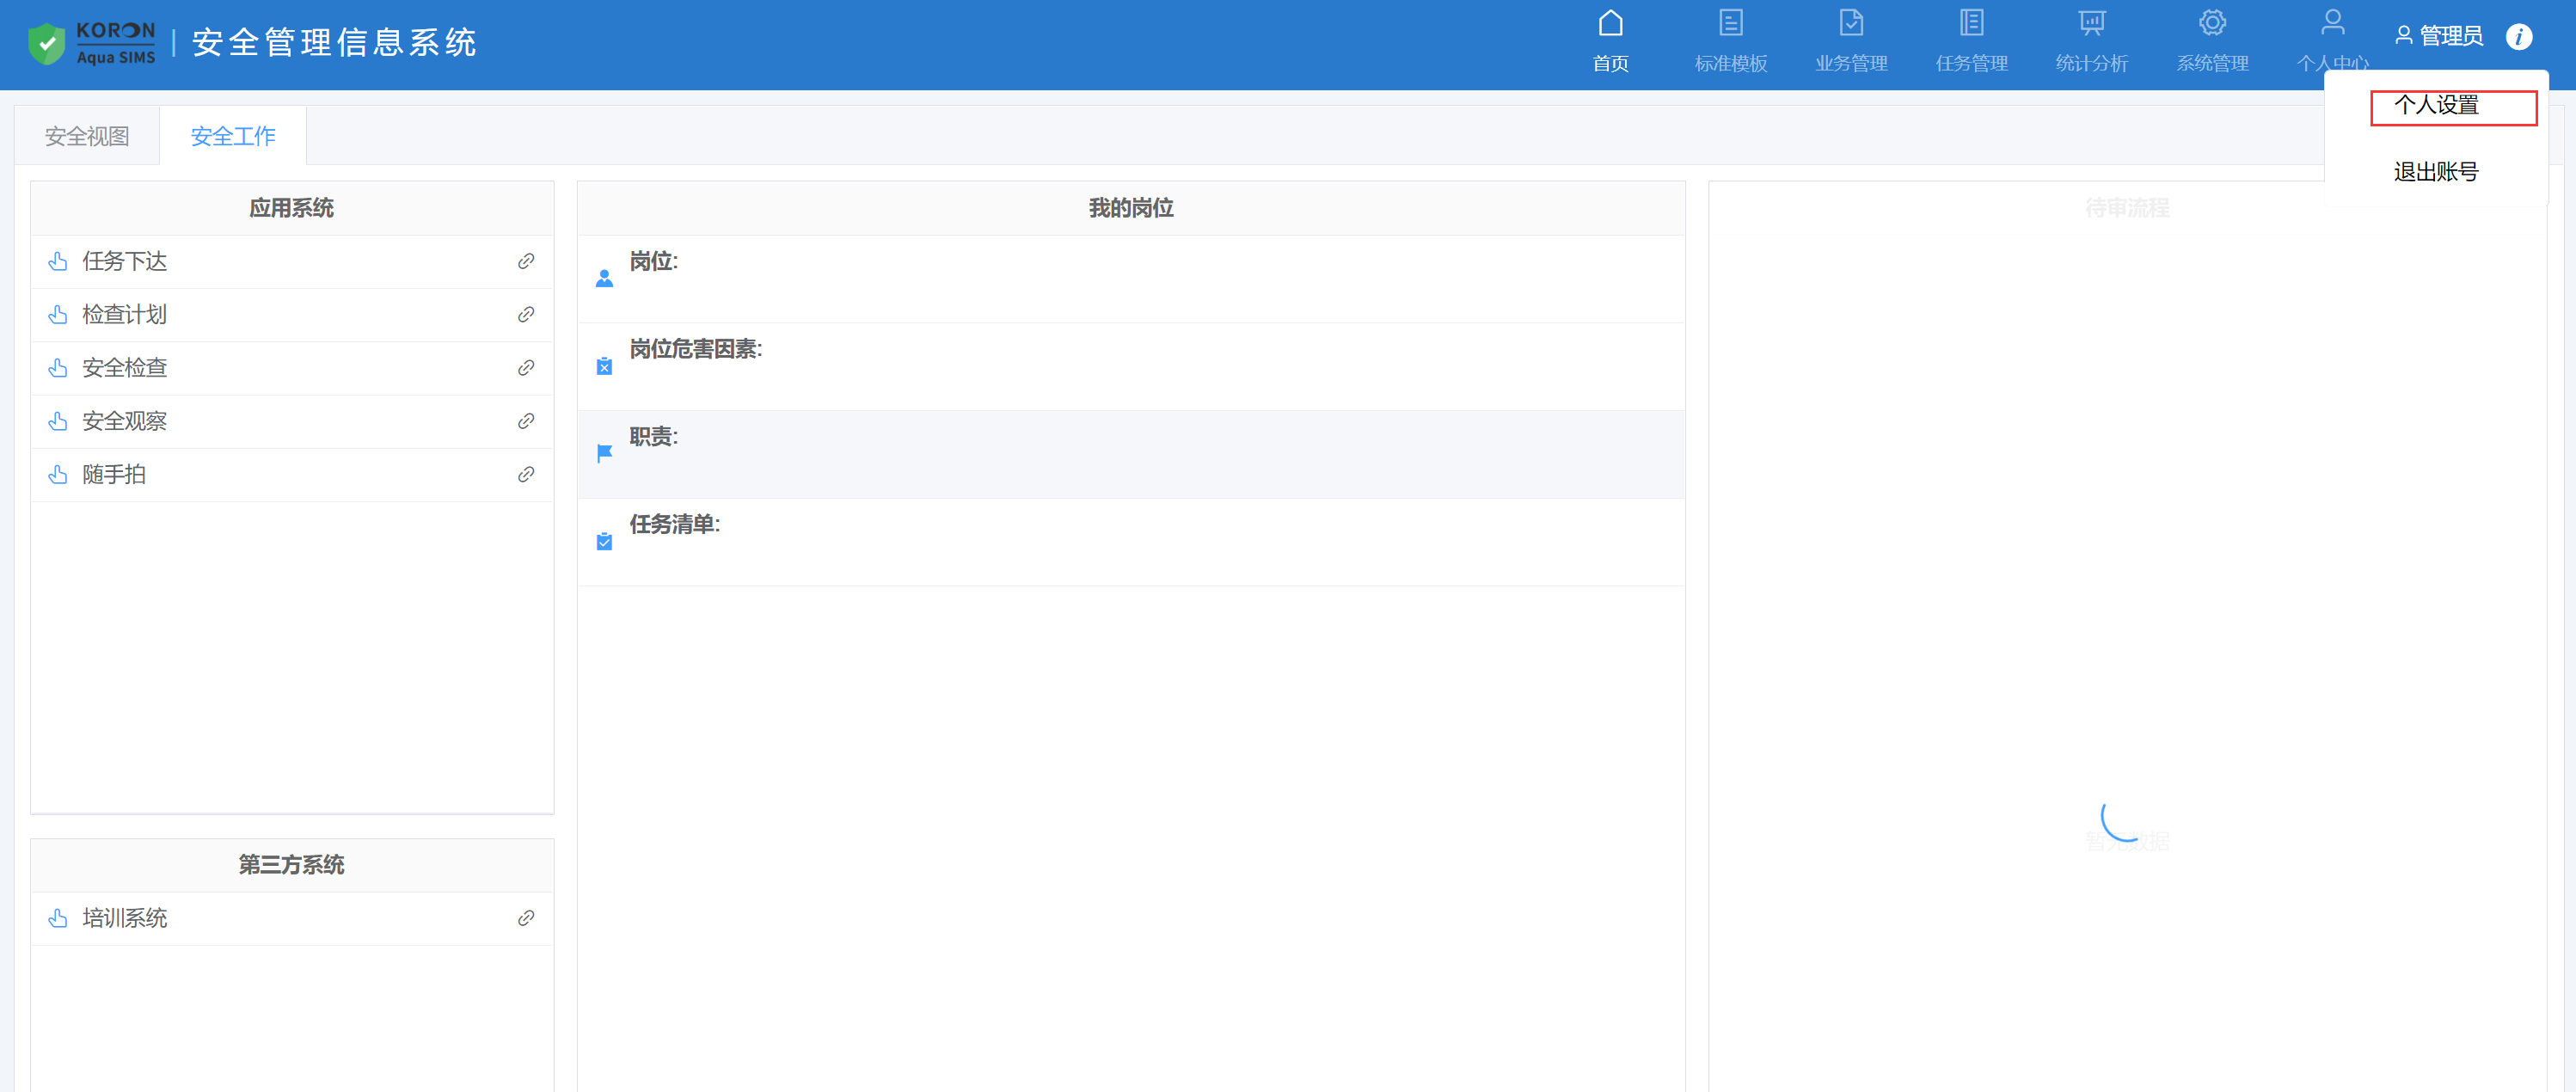 KORON
Aqua SIMS
安全管理信息系统
首页
标准模板
业务管理
任务管理
统计分析
系统管理
个人中心
管理员
个人设置
退出账号
安全视图
安全工作
应用系统
任务下达
检查计划
安全检查
安全观察
随手拍
第三方系统
培训系统
我的岗位
岗位:
岗位危害因素:
职责:
任务清单:
待审流程
暂无数据